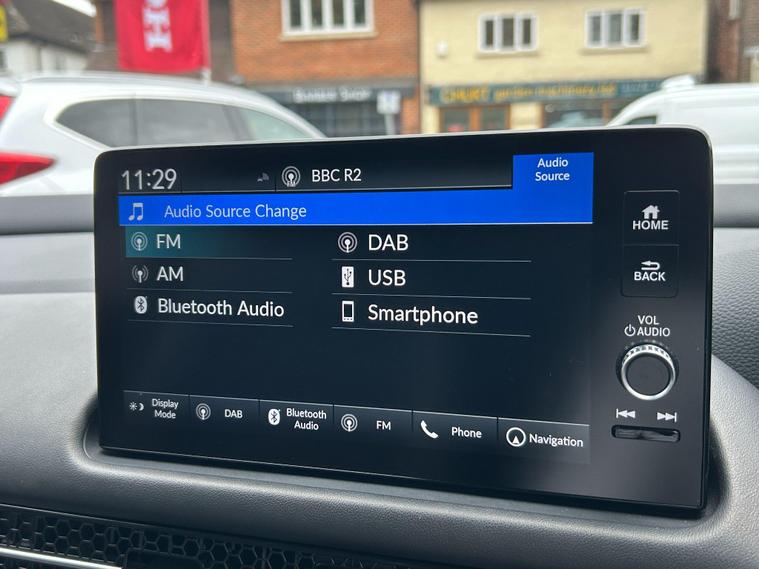 11:29
BBC R2
Audio
Source
Audio Source Change
FM
DAB
AM
USB
Bluetooth Audio
Smartphone
HOME
BACK
VOL
AUDIO
Display
Mode
DAB
Bluetooth
Audio
FM
Phone
Navigation